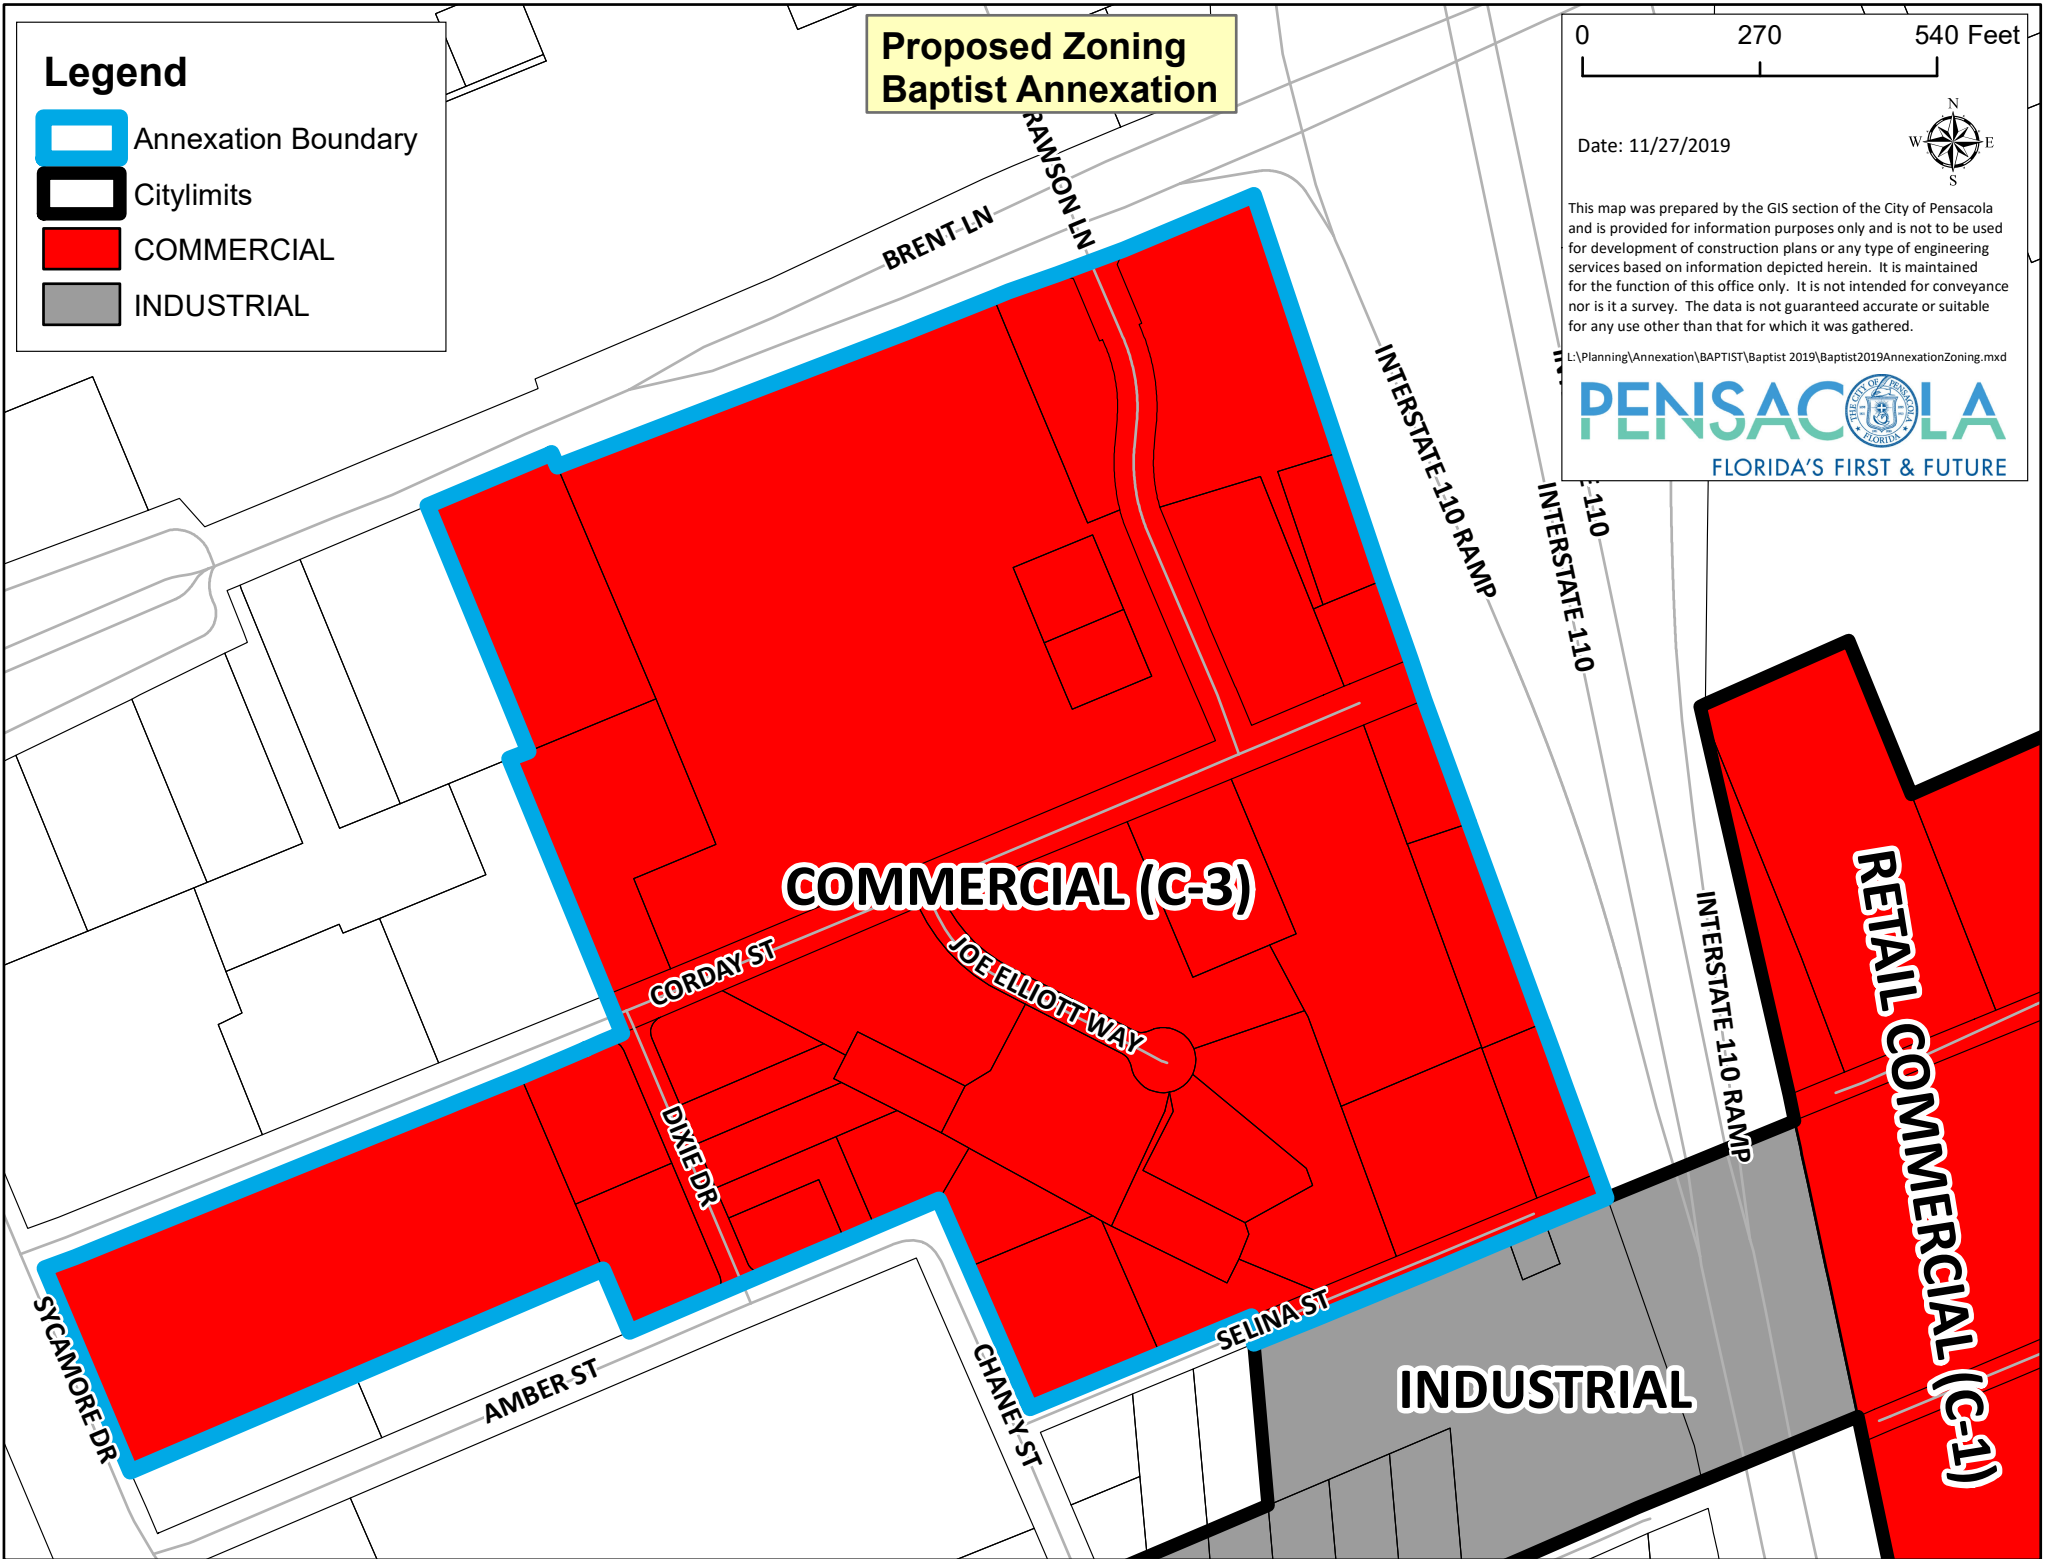 Legend
Annexation Boundary
Citylimits
COMMERCIAL
INDUSTRIAL
Proposed Zoning
Baptist Annexation
0 270 540 Feet
N
W E
S
Date: 11/27/2019
This map was prepared by the GIS section of the City of Pensacola
and is provided for information purposes only and is not to be used
for development of construction plans or any type of engineering
services based on information depicted herein. It is maintained
for the function of this office only. It is not intended for conveyance
nor is it a survey. The data is not guaranteed accurate or suitable
for any use other than that for which it was gathered.
L:\Planning\Annexation\BAPTIST\Baptist 2019\Baptist2019AnnexationZoning.mxd
PENSACOLA
THE CITY OF PENSACOLA
FLORIDA
FLORIDA'S FIRST & FUTURE
RAWSON LN
BRENT LN
INTERSTATE 110 RAMP
INTERSTATE 110
E 110
COMMERCIAL (C-3)
RETAIL COMMERCIAL (C-1)
CORDAY ST
JOE ELLIOTT WAY
INTERSTATE 110 RAMP
DIXIE DR
SYCAMORE DR
AMBER ST
CHANEY ST
SELINA ST
INDUSTRIAL